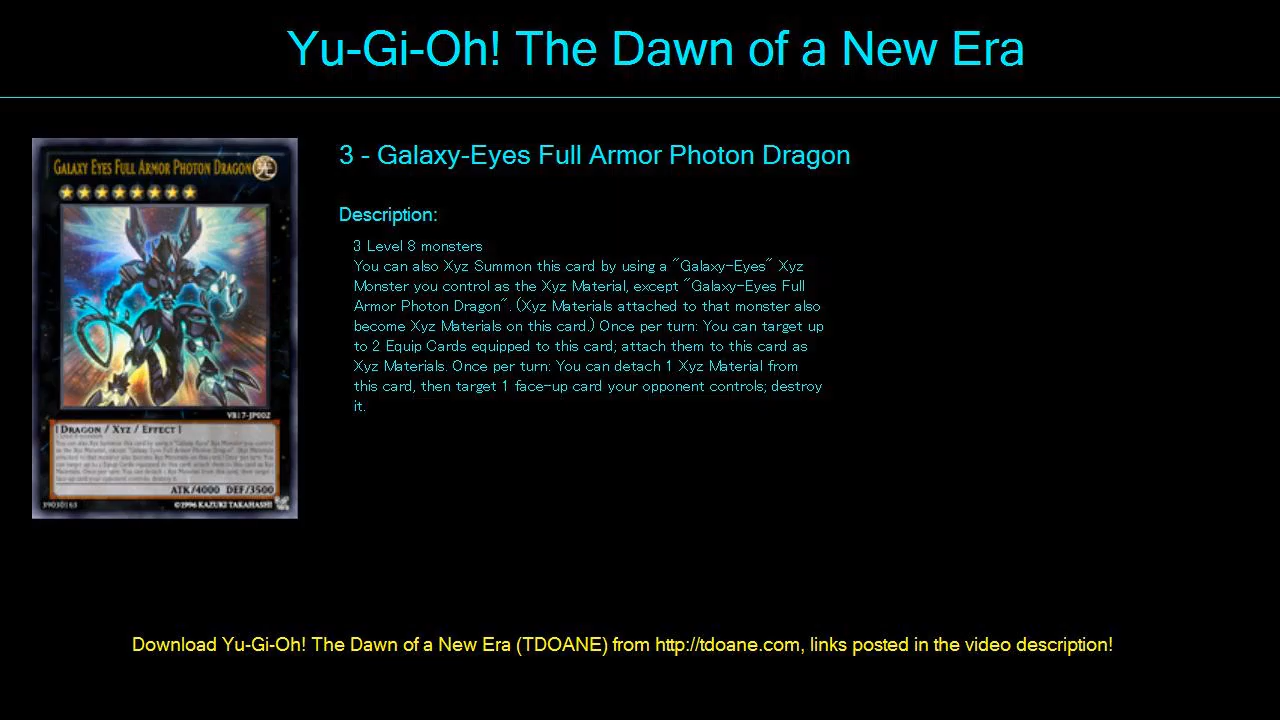 Yu-Gi-Oh! The Dawn of a New Era
GALAXY EYES FULL ARMOR PHOTON DRAGON
光
VB17-JP002
[DRAGON / XYZ / EFFECT]
ATK/4000 DEF/3500
39030163
©1996 KAZUKI TAKAHASHI
3 - Galaxy-Eyes Full Armor Photon Dragon
Description:
3 Level 8 monsters
You can also Xyz Summon this card by using a "Galaxy-Eyes" Xyz
Monster you control as the Xyz Material, except "Galaxy-Eyes Full
Armor Photon Dragon". (Xyz Materials attached to that monster also
become Xyz Materials on this card.) Once per turn: You can target up
to 2 Equip Cards equipped to this card; attach them to this card as
Xyz Materials. Once per turn: You can detach 1 Xyz Material from
this card, then target 1 face-up card your opponent controls; destroy
it.
Download Yu-Gi-Oh! The Dawn of a New Era (TDOANE) from http://tdoane.com, links posted in the video description!